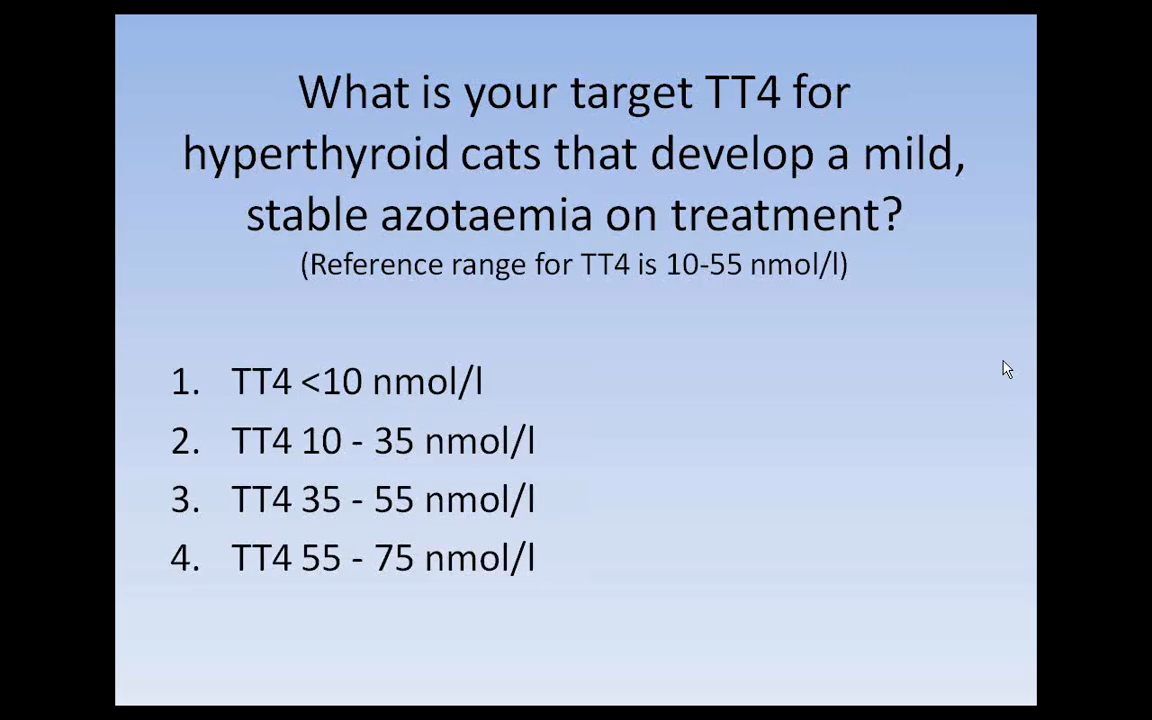 What is your target TT4 for
hyperthyroid cats that develop a mild,
stable azotaemia on treatment?
(Reference range for TT4 is 10-55 nmol/l)
1. TT4 <10 nmol/l
2. TT4 10 - 35 nmol/l
3. TT4 35 - 55 nmol/l
4. TT4 55 - 75 nmol/l